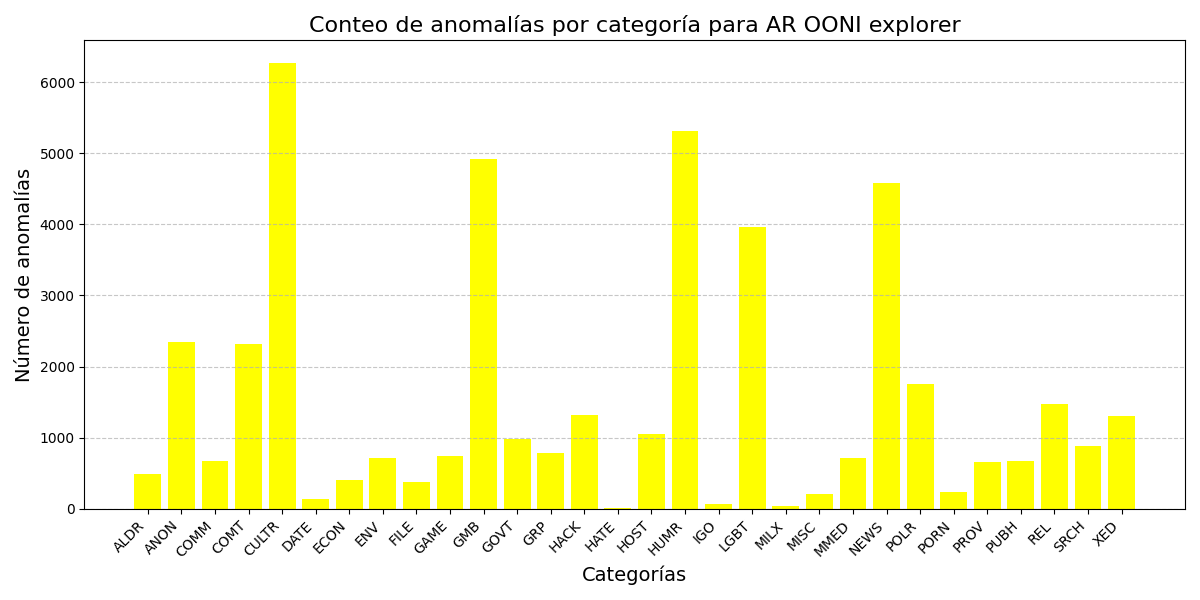 Conteo de anomalías por categoría para AR OONI explorer
Número de anomalías
6000
5000
4000
3000
2000
1000
0
ALDR
ANON
COMM
COMT
CULTR
DATE
ECON
ENV
FILE
GAME
GMB
GOVT
GRP
HACK
HATE
HOST
HUMR
IGO
LGBT
MILX
MISC
MMED
NEWS
POLR
PORN
PROV
PUBH
REL
SRCH
XED
Categorías